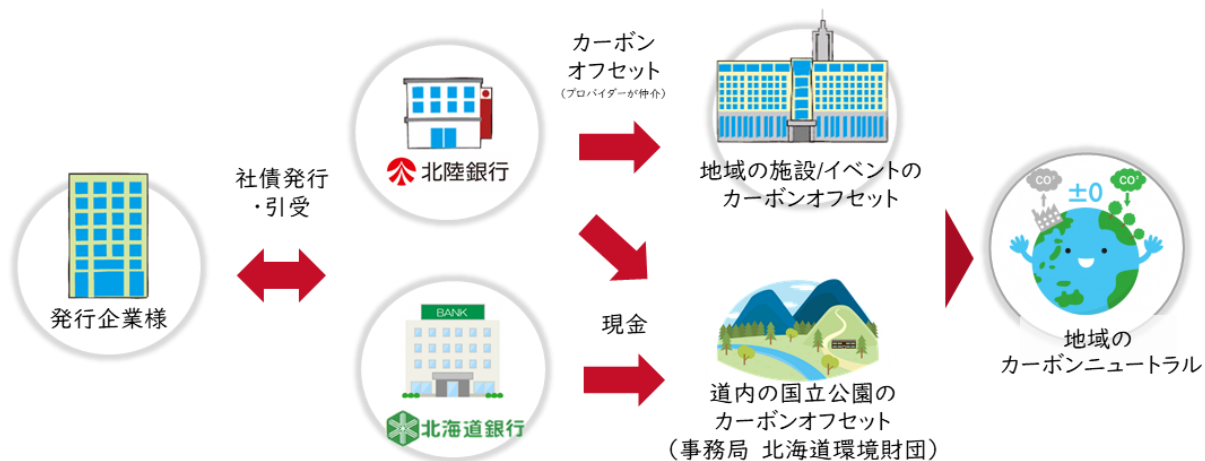 発行企業様
社債発行
・引受
北陸銀行
BANK
北海道銀行
カーボン
オフセット
(プロバイダーが仲介)
現金
地域の施設/イベントの
カーボンオフセット
道内の国立公園の
カーボンオフセット
(事務局 北海道環境財団)
CO²
±0
CO²
地域の
カーボンニュートラル